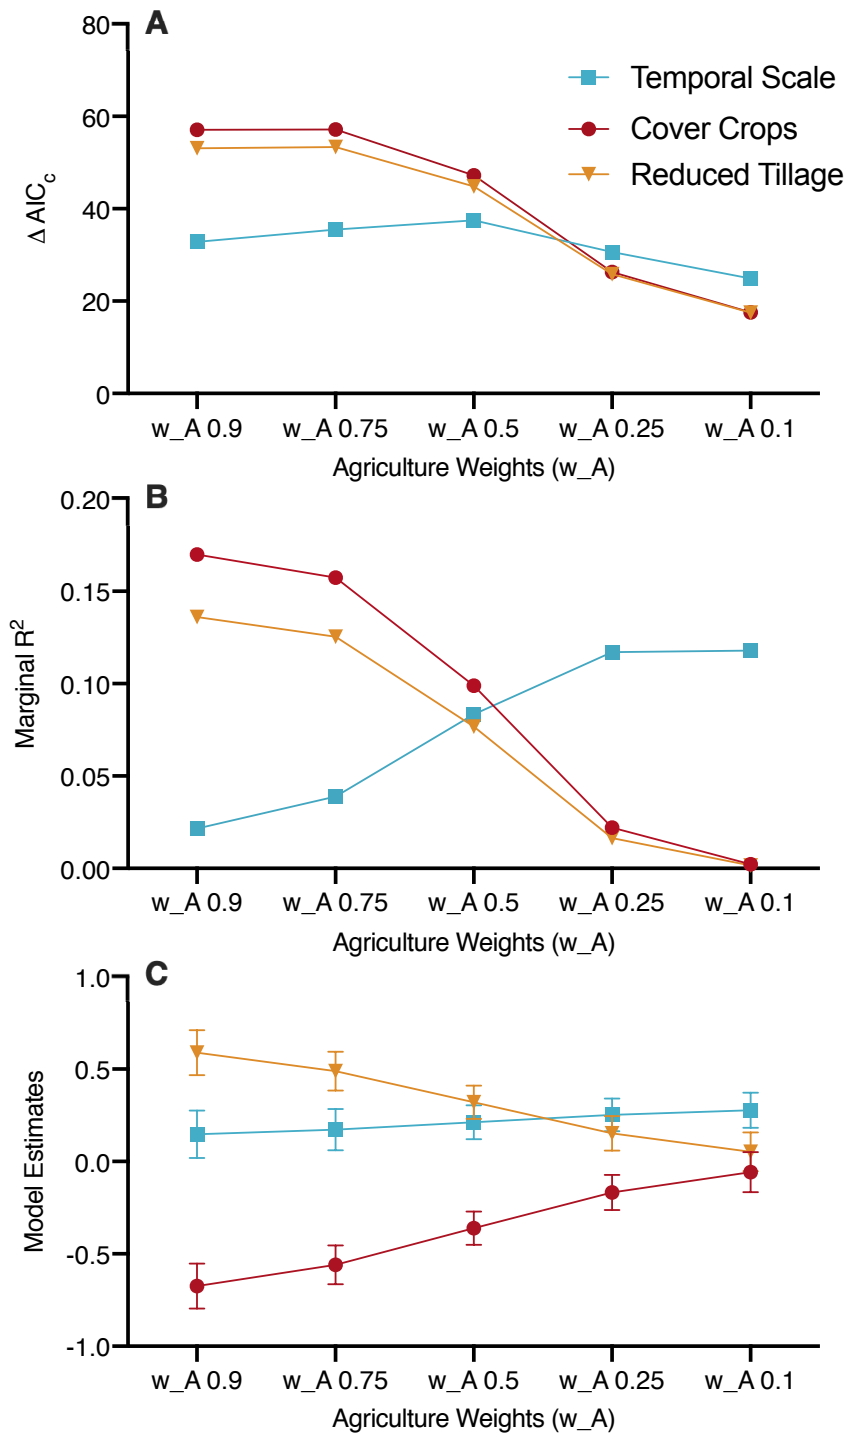 A
80
60
40
20
0
Δ AICc
Temporal Scale
Cover Crops
Reduced Tillage
w_A 0.9 w_A 0.75 w_A 0.5 w_A 0.25 w_A 0.1
Agriculture Weights (w_A)
B
0.20
0.15
0.10
0.05
0.00
Marginal R²
w_A 0.9 w_A 0.75 w_A 0.5 w_A 0.25 w_A 0.1
Agriculture Weights (w_A)
C
1.0
0.5
0.0
-0.5
-1.0
Model Estimates
w_A 0.9 w_A 0.75 w_A 0.5 w_A 0.25 w_A 0.1
Agriculture Weights (w_A)